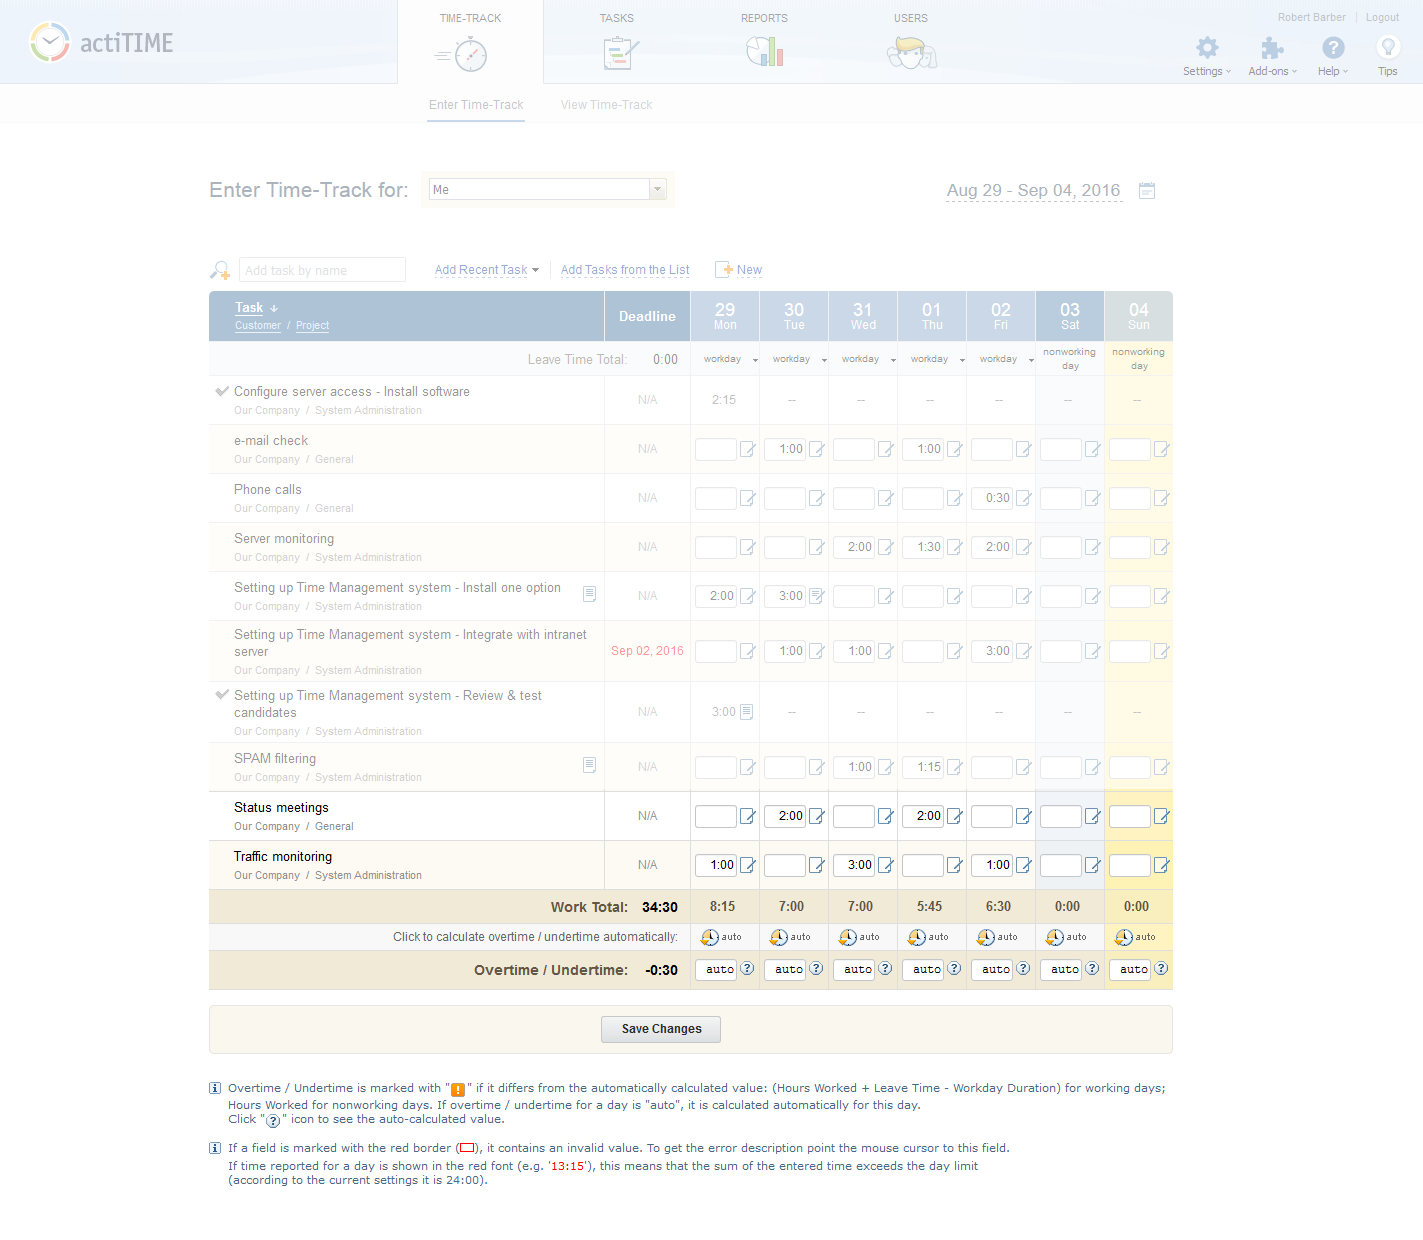 actiTIME
TIME-TRACK
TASKS
REPORTS
USERS
Robert Barber | Logout
Settings
Add-ons
Help
Tips
Enter Time-Track
View Time-Track
Enter Time-Track for:
Me
Aug 29 - Sep 04, 2016
Add task by name
Add Recent Task
Add Tasks from the List
New
Task Deadline 29 30 31 01 02 03 04
Customer / Project Mon Tue Wed Thu Fri Sat Sun
Leave Time Total: 0:00 workday workday workday workday workday nonworking day nonworking day
Configure server access - Install software N/A 2:15 -- -- -- -- -- --
Our Company / System Administration
e-mail check N/A 1:00 1:00
Our Company / General
Phone calls N/A 0:30
Our Company / General
Server monitoring N/A 2:00 1:30 2:00
Our Company / System Administration
Setting up Time Management system - Install one option N/A 2:00 3:00
Our Company / System Administration
Setting up Time Management system - Integrate with intranet
server Sep 02, 2016 1:00 1:00 3:00
Our Company / System Administration
Setting up Time Management system - Review & test
candidates N/A 3:00 -- -- -- -- -- --
Our Company / System Administration
SPAM filtering N/A 1:00 1:15
Our Company / System Administration
Status meetings N/A 2:00 2:00
Our Company / General
Traffic monitoring N/A 1:00 3:00 1:00
Our Company / System Administration
Work Total: 34:30 8:15 7:00 7:00 5:45 6:30 0:00 0:00
Click to calculate overtime / undertime automatically: auto auto auto auto auto auto auto
Overtime / Undertime: -0:30 auto ? auto ? auto ? auto ? auto ? auto ? auto ?
Save Changes
Overtime / Undertime is marked with "!" if it differs from the automatically calculated value: (Hours Worked + Leave Time - Workday Duration) for working days;
Hours Worked for nonworking days. If overtime / undertime for a day is "auto", it is calculated automatically for this day.
Click "?" icon to see the auto-calculated value.
If a field is marked with the red border (), it contains an invalid value. To get the error description point the mouse cursor to this field.
If time reported for a day is shown in the red font (e.g. '13:15'), this means that the sum of the entered time exceeds the day limit
(according to the current settings it is 24:00).